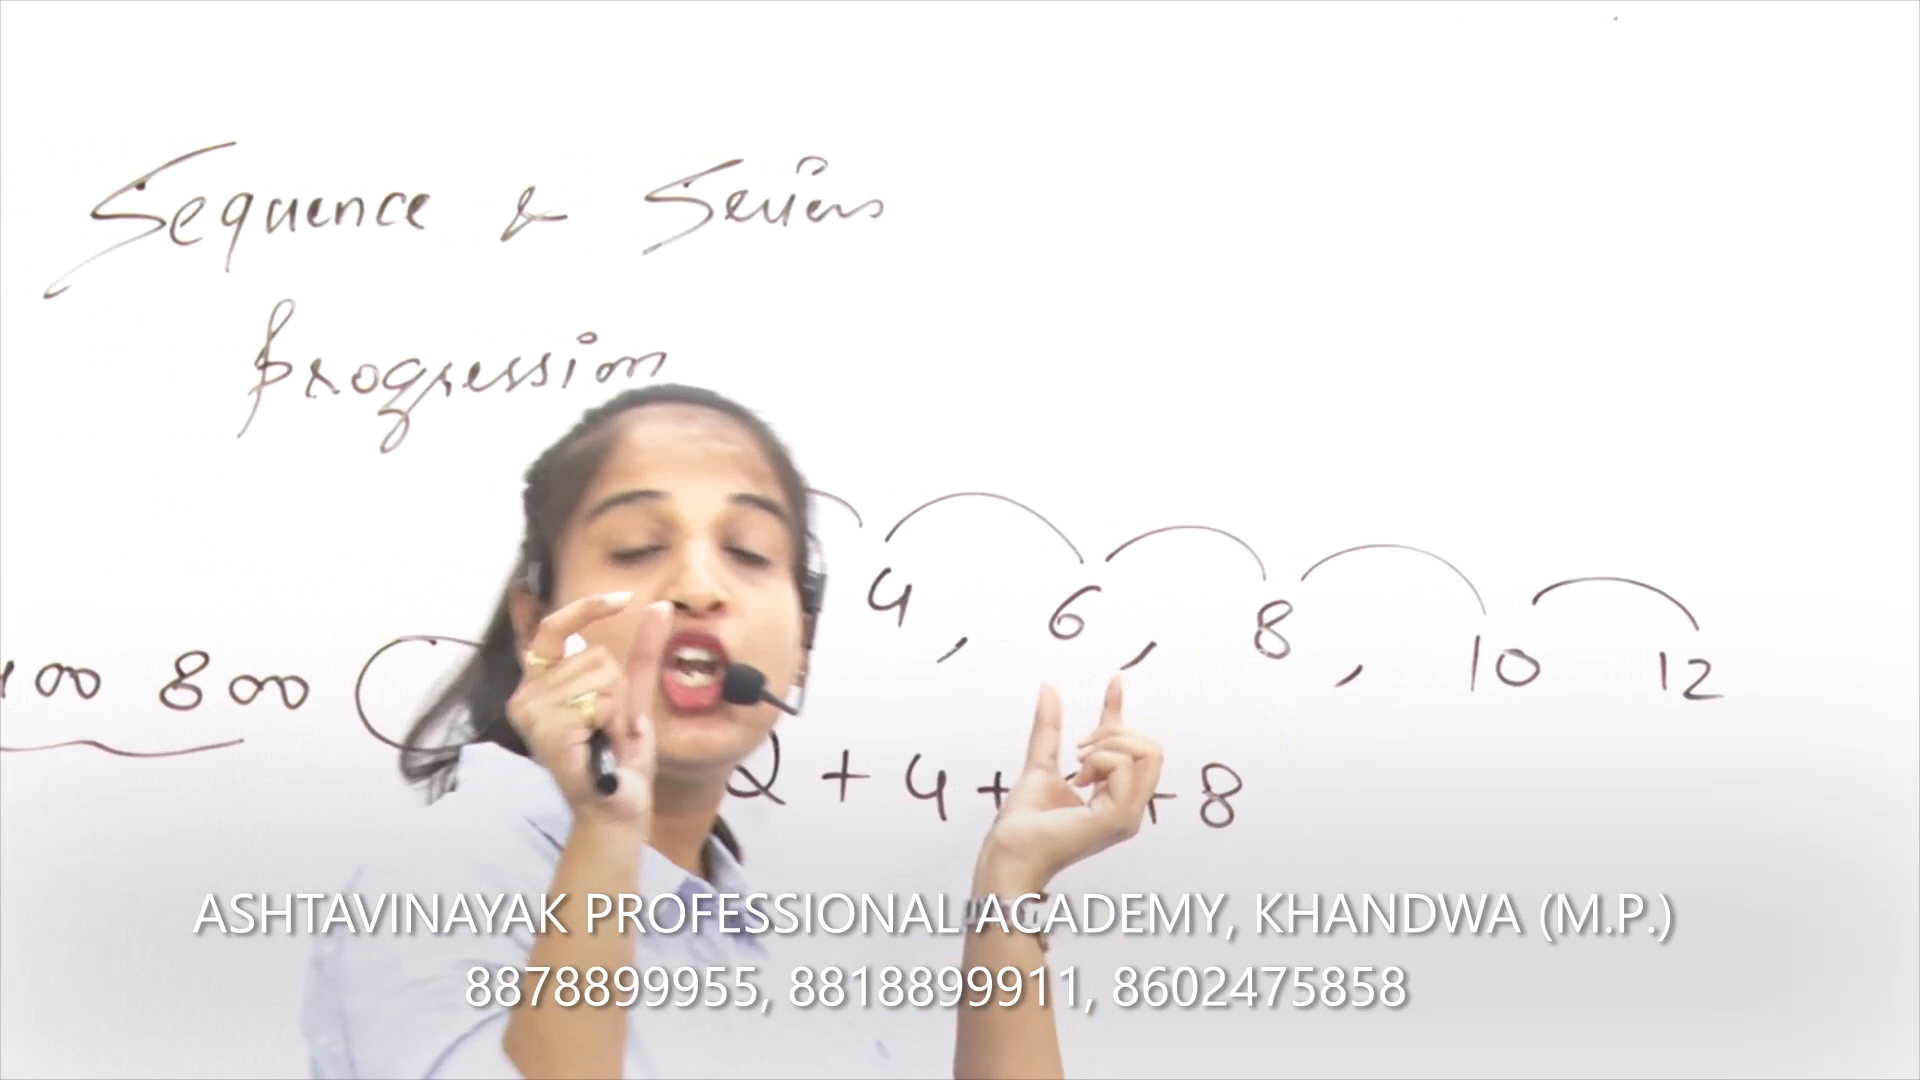 Sequence & Series
Progression
4, 6, 8, 10 12
100 800
2 + 4 + + 8
ASHTAVINAYAK PROFESSIONAL ACADEMY, KHANDWA (M.P.)
8878899955, 8818899911, 8602475858